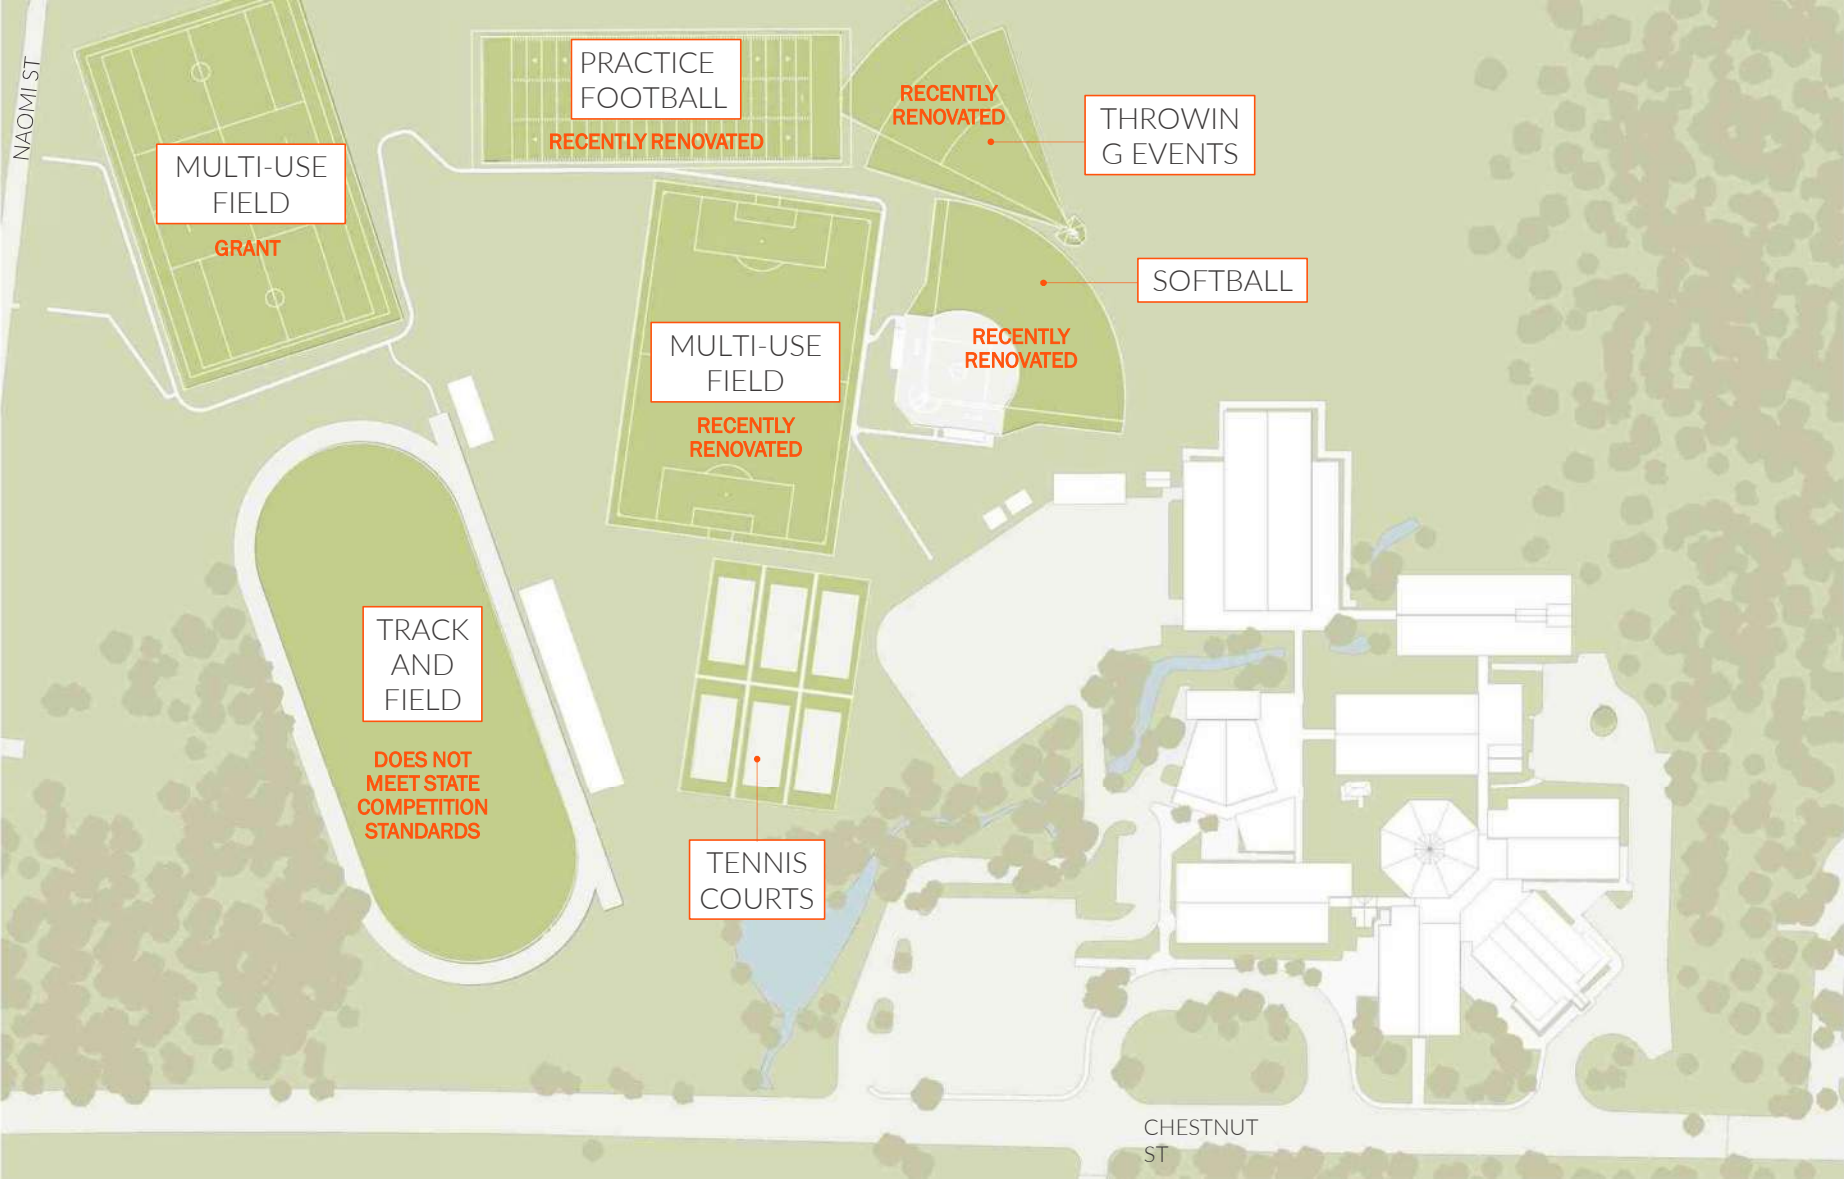 NAOMI ST
MULTI-USE
FIELD
GRANT
PRACTICE
FOOTBALL
RECENTLY RENOVATED
RECENTLY
RENOVATED
THROWIN
G EVENTS
SOFTBALL
RECENTLY
RENOVATED
MULTI-USE
FIELD
RECENTLY
RENOVATED
TRACK
AND
FIELD
DOES NOT
MEET STATE
COMPETITION
STANDARDS
TENNIS
COURTS
CHESTNUT
ST